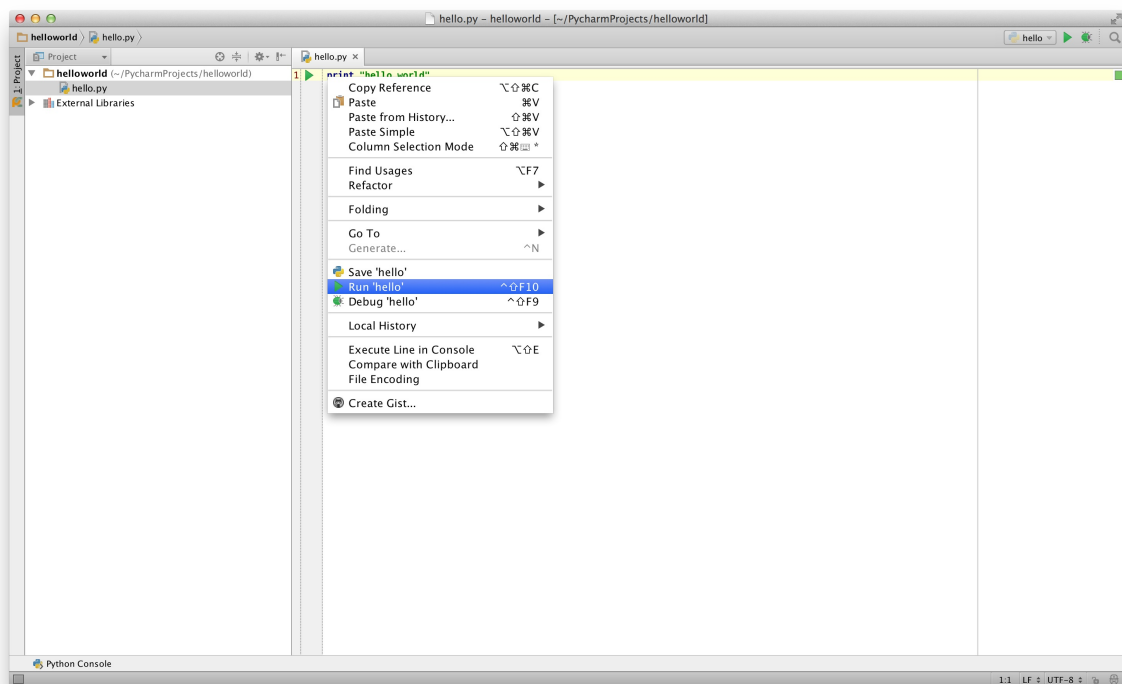 hello.py – helloworld – [~/PycharmProjects/helloworld]
helloworld hello.py hello
1: Project
Project
hello.py
helloworld (~/PycharmProjects/helloworld)
hello.py
External Libraries
1 print "hello world"
Copy Reference ⌥⇧⌘C
Paste ⌘V
Paste from History... ⇧⌘V
Paste Simple ⌥⇧⌘V
Column Selection Mode ⇧⌘⌨ *
Find Usages ⌥F7
Refactor
Folding
Go To
Generate... ^N
Save 'hello'
Run 'hello' ^⇧F10
Debug 'hello' ^⇧F9
Local History
Execute Line in Console ⌥⇧E
Compare with Clipboard
File Encoding
Create Gist...
Python Console
1:1 LF UTF-8